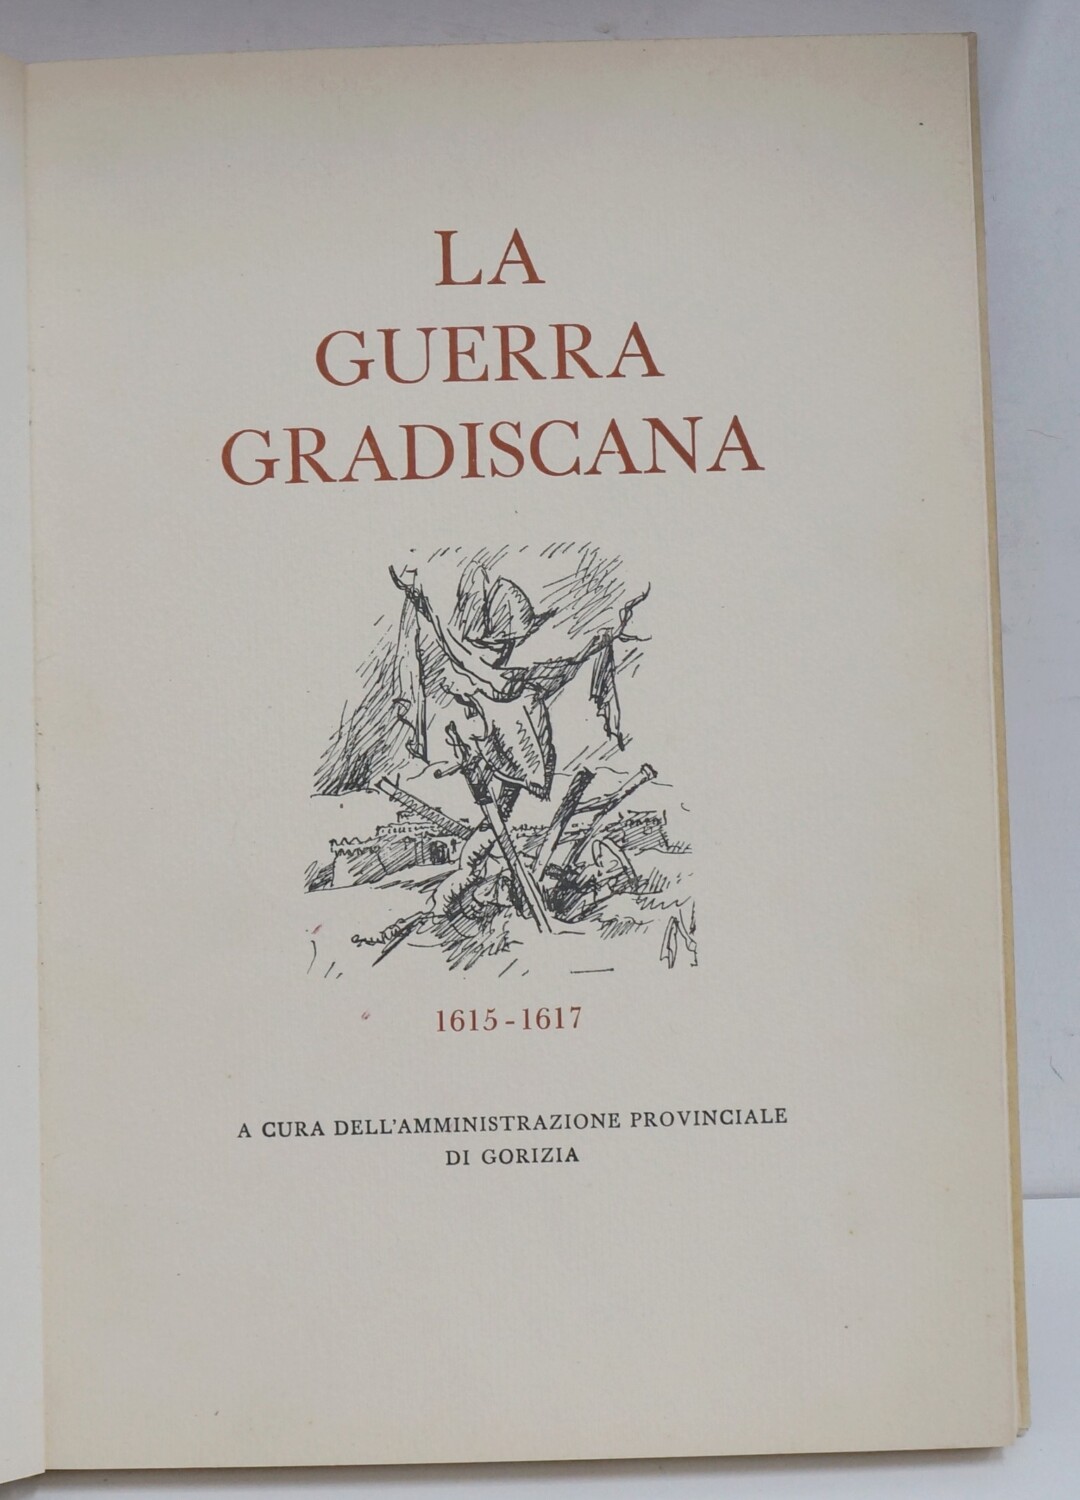 LA
GUERRA
GRADISCANA
1615-1617
A CURA DELL'AMMINISTRAZIONE PROVINCIALE
DI GORIZIA